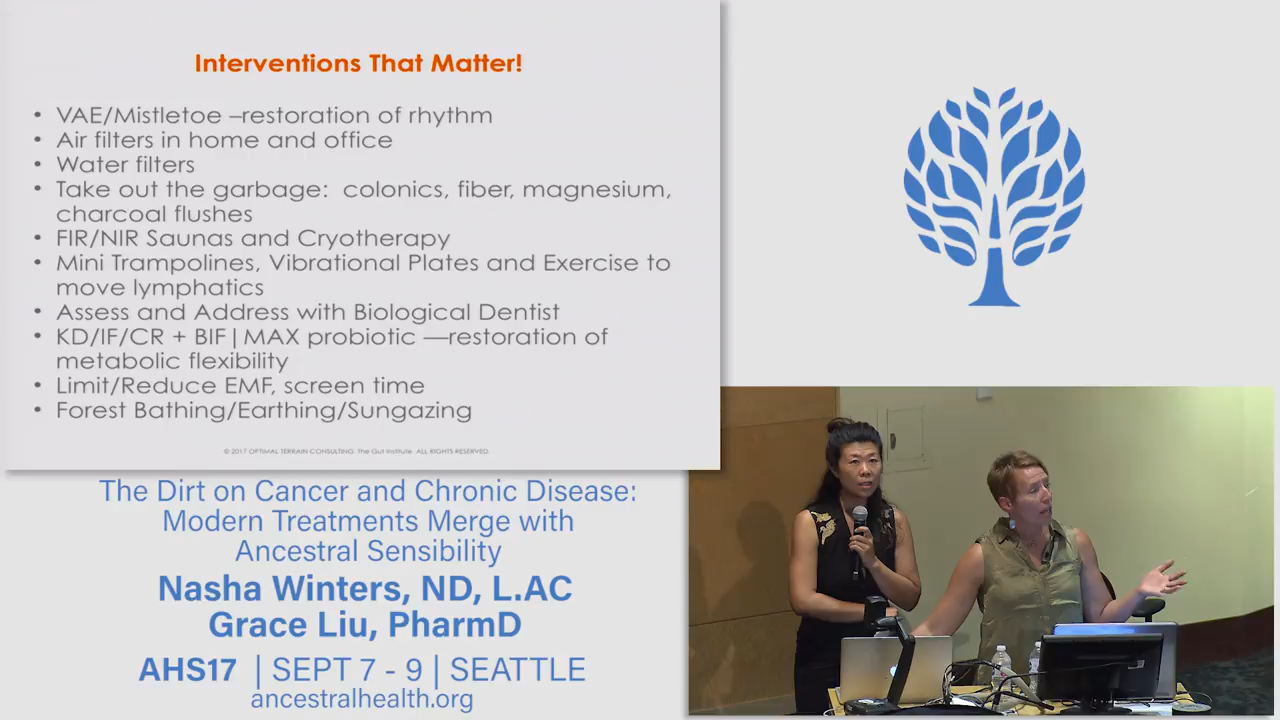 Interventions That Matter!
• VAE/Mistletoe –restoration of rhythm
• Air filters in home and office
• Water filters
• Take out the garbage:  colonics, fiber, magnesium,
charcoal flushes
• FIR/NIR Saunas and Cryotherapy
• Mini Trampolines, Vibrational Plates and Exercise to
move lymphatics
• Assess and Address with Biological Dentist
• KD/IF/CR + BIF|MAX probiotic —restoration of
metabolic flexibility
• Limit/Reduce EMF, screen time
• Forest Bathing/Earthing/Sungazing
© 2017 OPTIMAL TERRAIN CONSULTING. The Gut Institute. ALL RIGHTS RESERVED.
The Dirt on Cancer and Chronic Disease:
Modern Treatments Merge with
Ancestral Sensibility
Nasha Winters, ND, L.AC
Grace Liu, PharmD
AHS17 | SEPT 7 - 9 | SEATTLE
ancestralhealth.org